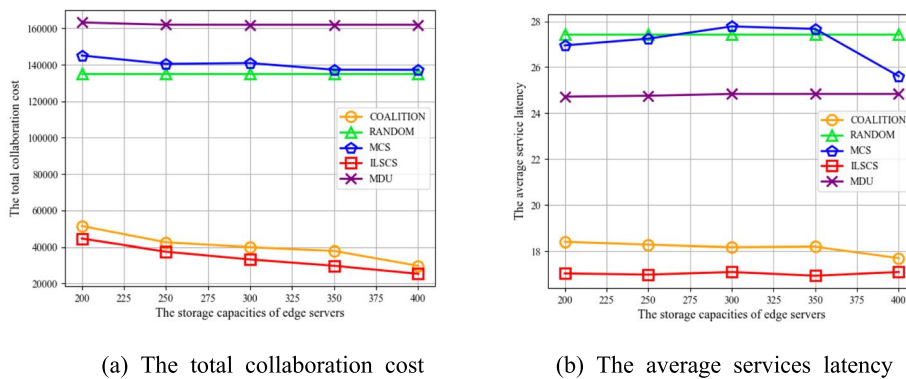 The total collaboration cost
160000
140000
120000
100000
80000
60000
40000
20000
COALITION
RANDOM
MCS
ILSCS
MDU
200 225 250 275 300 325 350 375 400
The storage capacities of edge servers
(a) The total collaboration cost
The average service latency
28
26
24
22
20
18
COALITION
RANDOM
MCS
ILSCS
MDU
200 225 250 275 300 325 350 375 400
The storage capacities of edge servers
(b) The average services latency